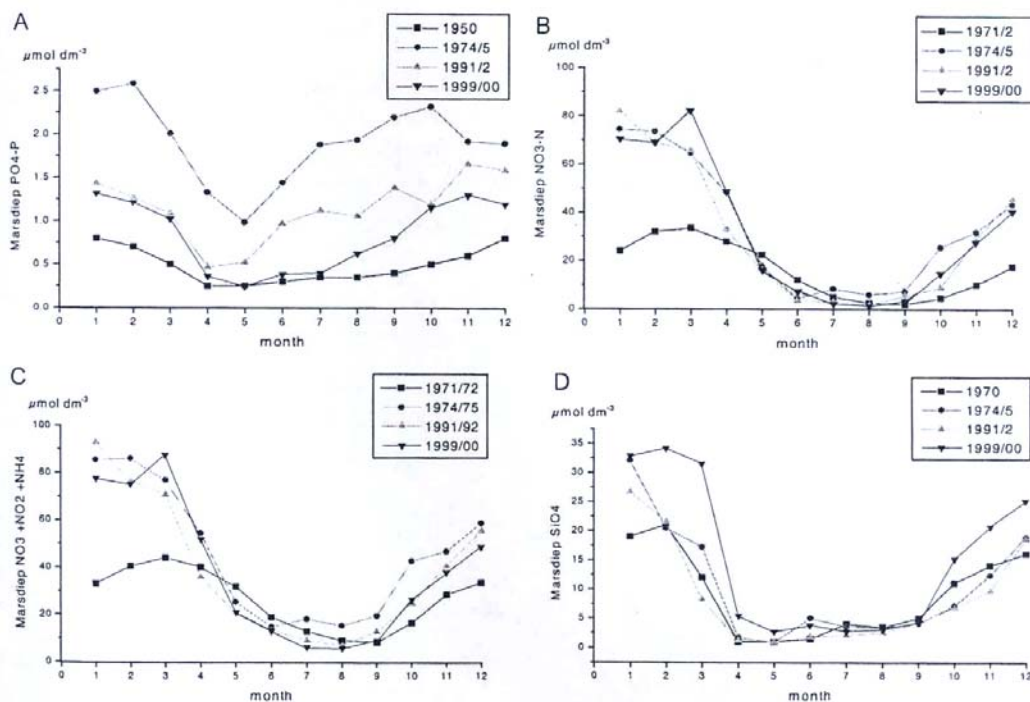 A
µmol dm⁻³
Marsdiep PO4-P
2.5
2.0
1.5
1.0
0.5
0.0
0 1 2 3 4 5 6 7 8 9 10 11 12
month
1950
1974/5
1991/2
1999/00
B
µmol dm⁻³
Marsdiep NO3-N
100
80
60
40
20
0
0 1 2 3 4 5 6 7 8 9 10 11 12
month
1971/2
1974/5
1991/2
1999/00
C
µmol dm⁻³
Marsdiep NO3 +NO2 +NH4
100
80
60
40
20
0
0 1 2 3 4 5 6 7 8 9 10 11 12
month
1971/72
1974/75
1991/92
1999/00
D
µmol dm⁻³
Marsdiep SiO4
35
30
25
20
15
10
5
0
0 1 2 3 4 5 6 7 8 9 10 11 12
month
1970
1974/5
1991/2
1999/00